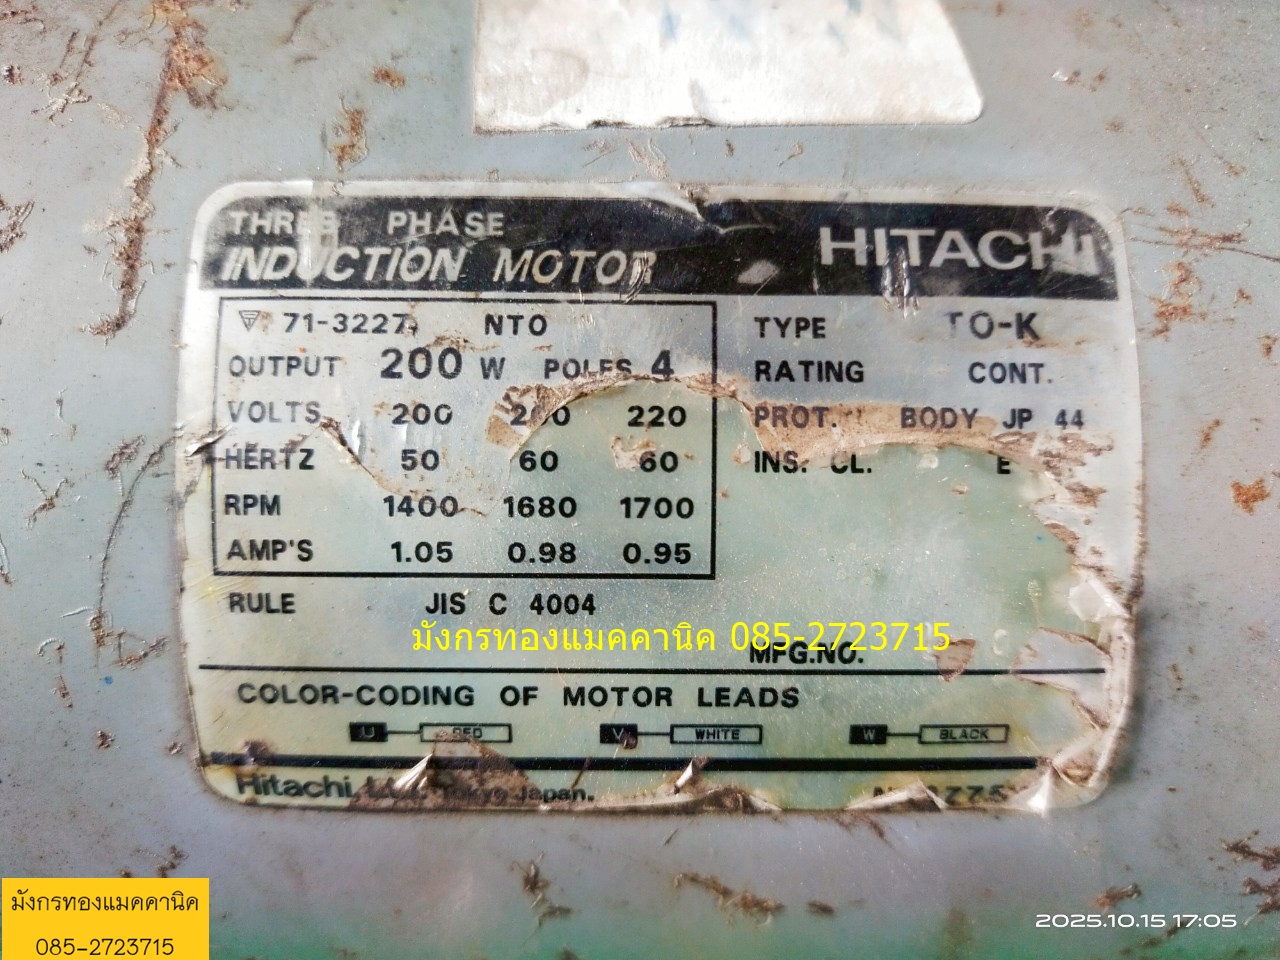 THREE PHASE
INDUCTION MOTOR
HITACHI
71-3227 NTO
OUTPUT 200 W POLES 4
VOLTS 200 200 220
HERTZ 50 60 60
RPM 1400 1680 1700
AMP'S 1.05 0.98 0.95
TYPE TO-K
RATING CONT.
PROT. BODY JP 44
INS. CL. E
RULE JIS C 4004
มังกรทองแมคคานิค 085-2723715
MFG.NO.
COLOR-CODING OF MOTOR LEADS
U RED V WHITE W BLACK
Hitachi, Ltd. Tokyo Japan.
มังกรทองแมคคานิค
085-2723715
2025.10.15 17:05